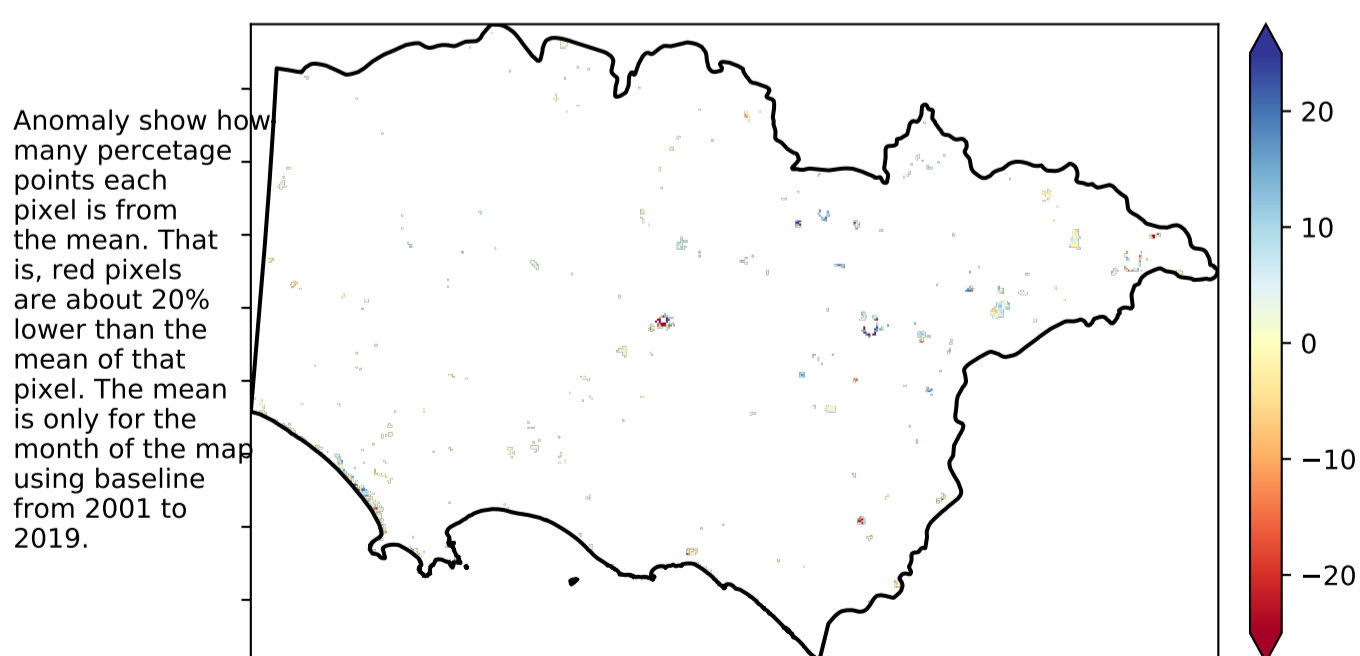 Anomaly show how
many percetage
points each
pixel is from
the mean. That
is, red pixels
are about 20%
lower than the
mean of that
pixel. The mean
is only for the
month of the map
using baseline
from 2001 to
2019.
20
10
0
−10
−20